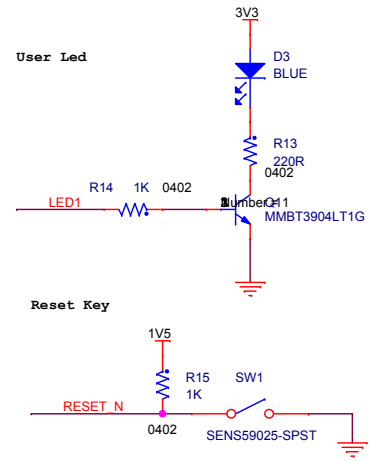 3V3
User Led
D3
BLUE
R13
220R
0402
R14 1K 0402
LED1
MMBT3904LT1G
Reset Key
1V5
R15
1K
SW1
RESET_N
0402
SENS59025-SPST